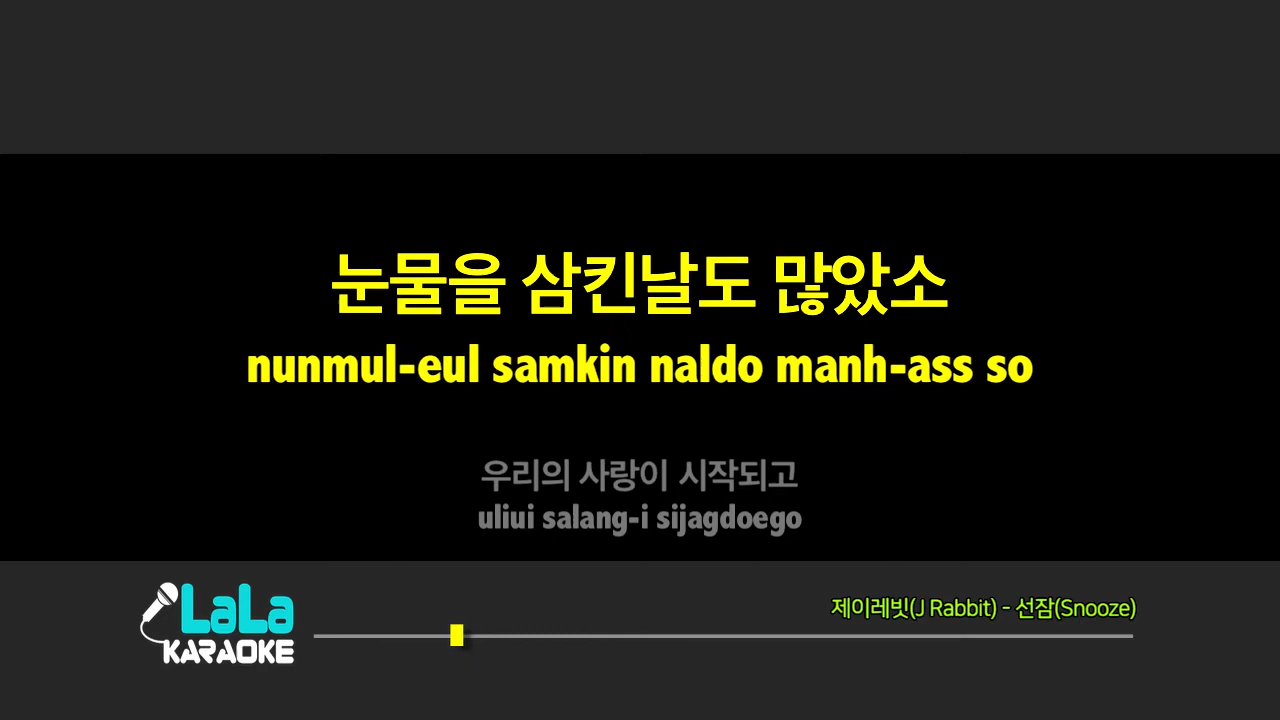 눈물을 삼킨날도 많았소
nunmul-eul samkin naldo manh-ass so
우리의 사랑이 시작되고
uliui salang-i sijagdoego
LaLa
KARAOKE
제이레빗(J Rabbit) - 선잠(Snooze)